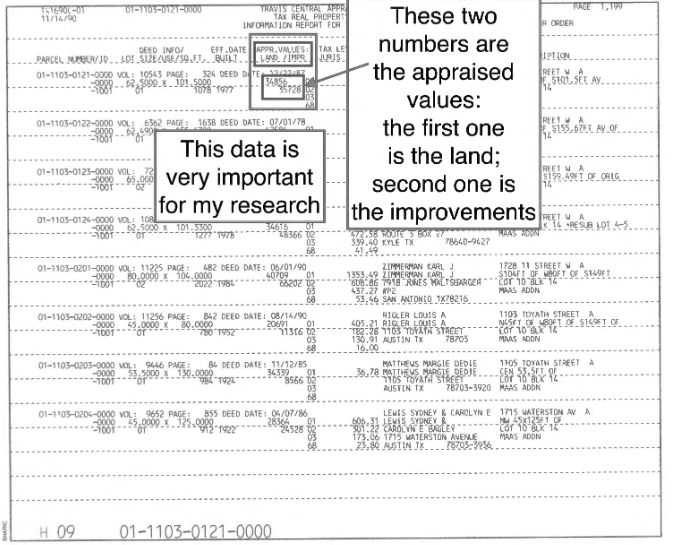 TX1690C-01 01-1103-0121-0000 TRAVIS CENTRAL APPRA PAGE 1,199
11/14/90 TAX REAL PROPERT R ORDER
INFORMATION REPORT FOR
DEED INFO/ EFF.DATE APPR.VALUES: TAX LE
PARCEL NUMBER/ID LOT SIZE/USE/SQ.FT. BUILT LAND /IMPR JURIS IPTION
These two
numbers are
the appraised
values:
the first one
is the land;
second one is
the improvements
01-1103-0121-0000 VOL: 10543 PAGE: 324 DEED DATE: 12/22/87 REET W A
-0000 62.5000 X 101.5000 34856 F S101.5FT AV
-1001 01 1078 1977 35728 02 14
03
68
01-1103-0122-0000 VOL: 6362 PAGE: 1638 DEED DATE: 07/01/78 REET W A
-0000 62.4900 F S155.67FT AV OF
14
This data is
very important
for my research
01-1103-0123-0000 VOL: 72 REET W A
-0000 65.000 S159.49FT OF ORIG
-1001 02 14
01-1103-0124-0000 VOL: 108 REET W A
-0000 62.5000 X 101.3300 34616 01 K 14 *RESUB LOT 4-5
-1001 01 1277 1978 48366 02 472.58 ROUTE 3 BOX 27 MAAS ADDN
03 339.40 KYLE TX 78640-9427
68 41.49
01-1103-0201-0000 VOL: 11225 PAGE: 482 DEED DATE: 06/01/90 ZIMMERMAN KARL J 1728 11 STREET W A
-0000 80.0000 X 104.0000 40709 01 1353.49 ZIMMERMAN KARL J S104FT OF W80FT OF S149FT
-1001 02 2022 1984 66202 02 608.86 7918 JONES MALTSBARGER LOT 10 BLK 14
03 437.27 #P2 MAAS ADDN
68 53.46 SAN ANTONIO TX78216
01-1103-0202-0000 VOL: 11256 PAGE: 842 DEED DATE: 08/14/90 RIGLER LOUIS A 1103 TOYATH STREET A
-0000 45.0000 X 80.0000 20691 01 405.21 RIGLER LOUIS A N45FT OF W80FT OF S149FT OF
-1001 01 780 1952 11316 02 182.28 1103 TOYATH STREET LOT 10 BLK 14
03 130.91 AUSTIN TX 78703 MAAS ADDN
68 16.00
01-1103-0203-0000 VOL: 9446 PAGE: 84 DEED DATE: 11/12/85 MATTHEWS MARGIE DEDIE 1105 TOYATH STREET A
-0000 53.5000 X 130.0000 34339 01 36.78 MATTHEWS MARGIE DEDIE CEN 53.5FT OF
-1001 01 984 1924 8566 02 1105 TOYATH STREET LOT 10 BLK 14
03 AUSTIN TX 78703-3920 MAAS ADDN
68
01-1103-0204-0000 VOL: 9652 PAGE: 855 DEED DATE: 04/07/86 LEWIS SYDNEY & CAROLYN E 1715 WATERSTON AV A
-0000 45.0000 X 125.0000 28364 01 606.31 LEWIS SYDNEY & NW 45X125FT OF
-1001 01 912 1922 24528 02 501.22 CAROLYN E BAGLEY LOT 10 BLK 14
03 173.06 1715 WATERSTON AVENUE MAAS ADDN
68 23.80 AUSTIN TX 78703-3936
H 09 01-1103-0121-0000